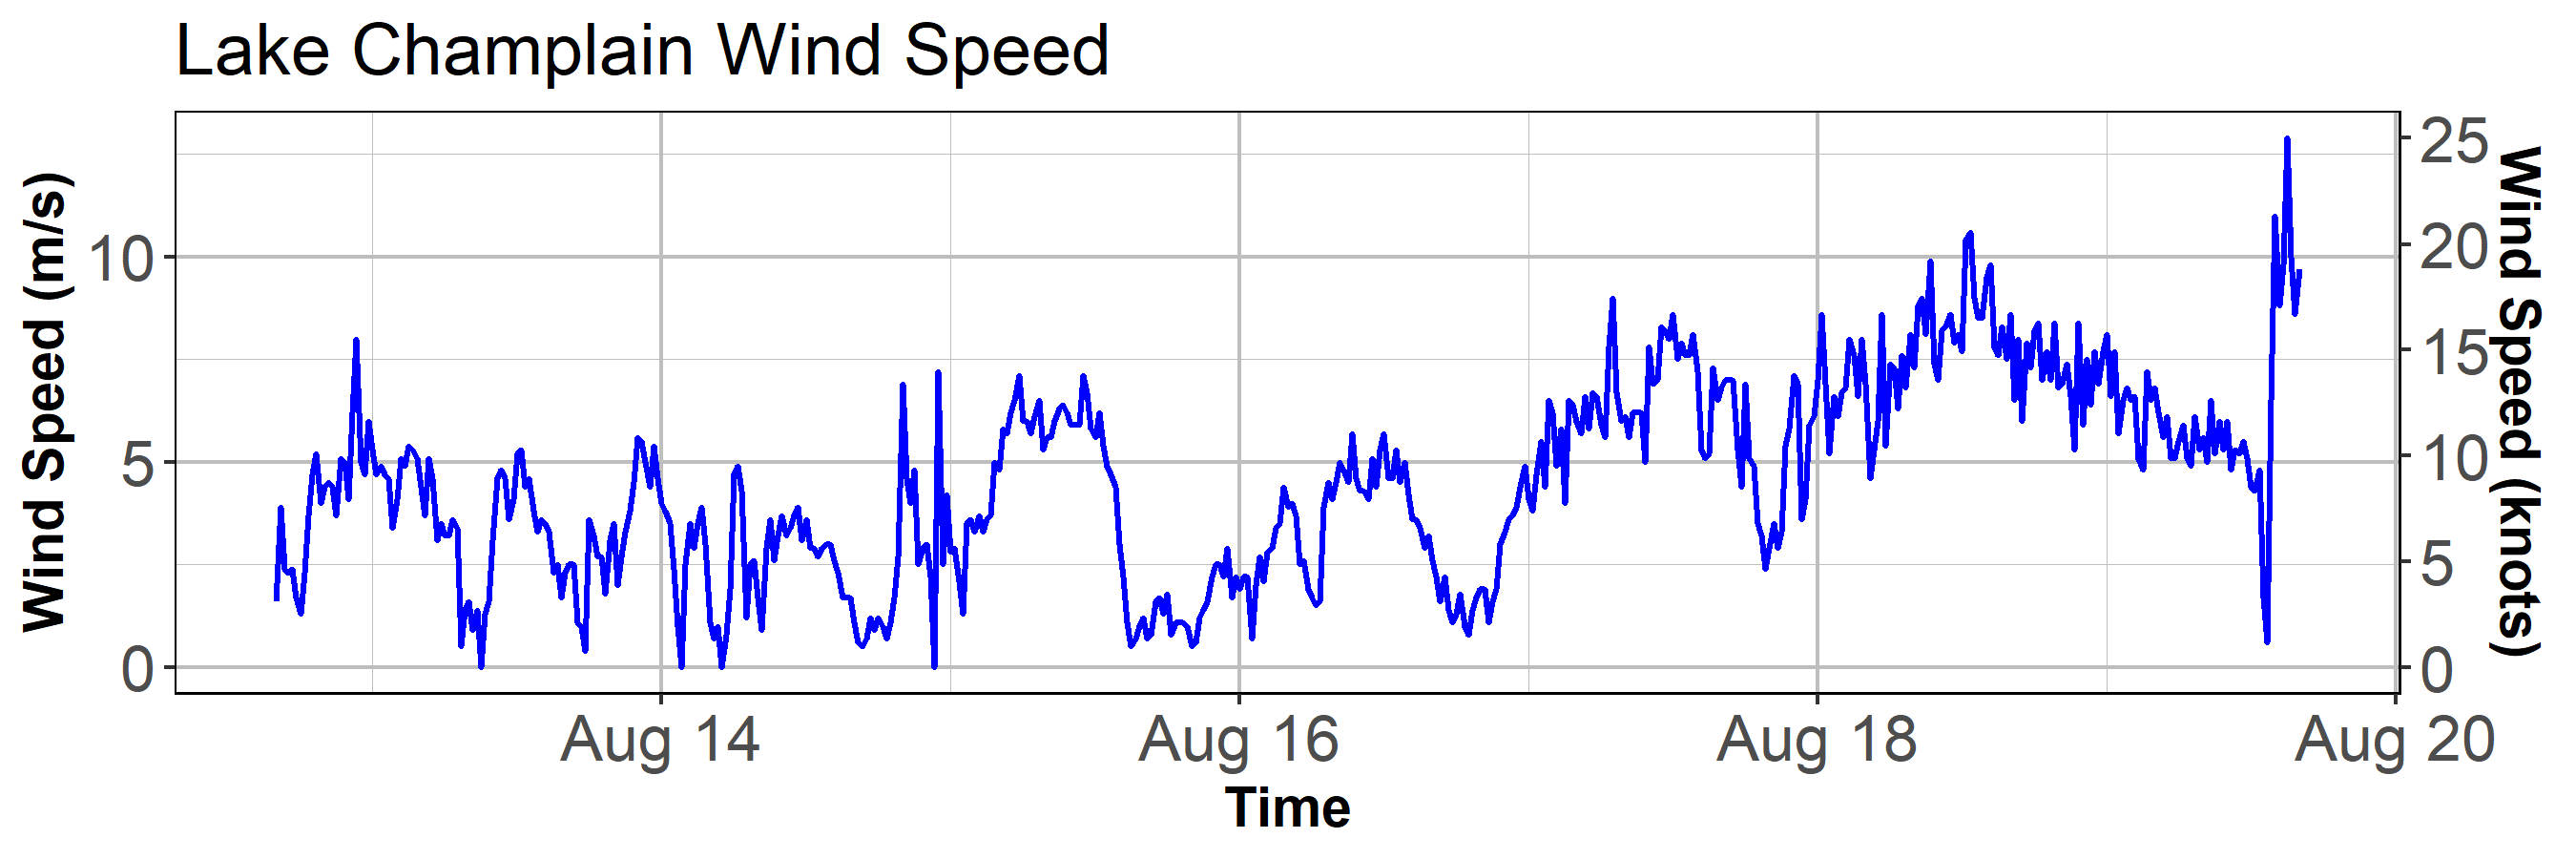 Lake Champlain Wind Speed
Wind Speed (m/s)
10
5
0
25
20
15
10
5
0
Wind Speed (knots)
Aug 14 Aug 16 Aug 18 Aug 20
Time